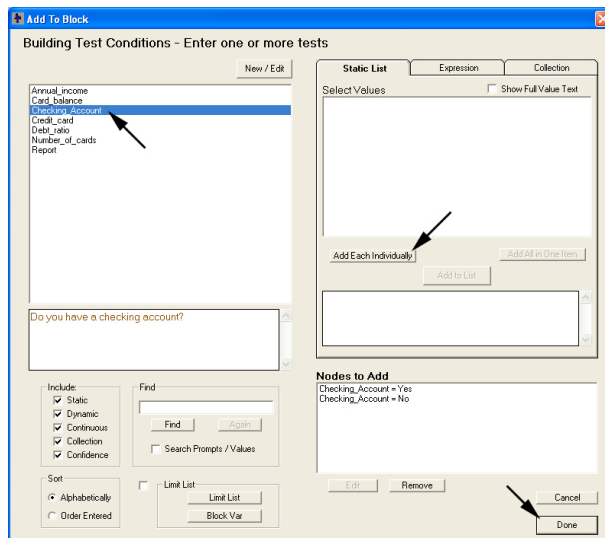 Add To Block
Building Test Conditions - Enter one or more tests
New / Edit
Annual_income
Card_balance
Checking_Account
Credit_card
Debt_ratio
Number_of_cards
Report
Do you have a checking account?
Include:
Static
Dynamic
Continuous
Collection
Confidence
Find
Find
Again
Search Prompts / Values
Sort
Alphabetically
Order Entered
Limit List
Limit List
Block Var
Static List
Expression
Collection
Select Values
Show Full Value Text
Add Each Individually
Add All in One Item
Add to List
Nodes to Add
Checking_Account = Yes
Checking_Account = No
Edit
Remove
Cancel
Done